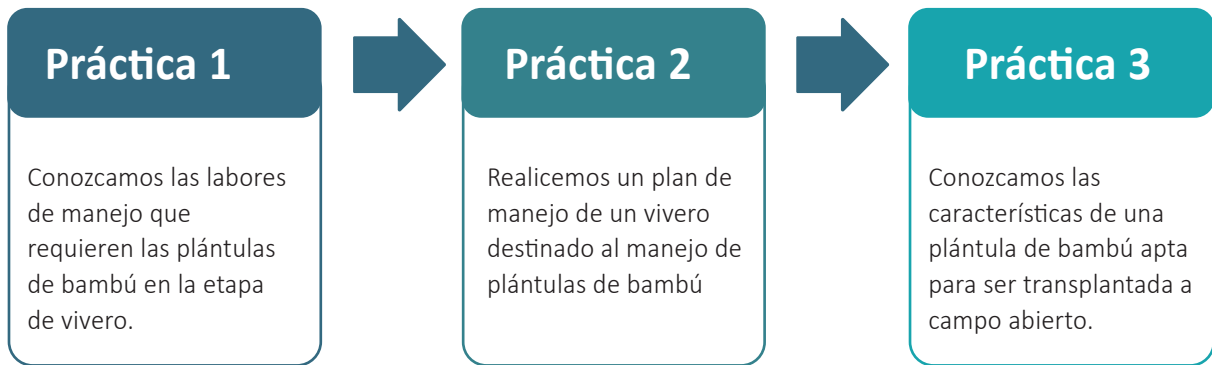 Práctica 1
Conozcamos las labores
de manejo que
requieren las plántulas
de bambú en la etapa
de vivero.
Práctica 2
Realicemos un plan de
manejo de un vivero
destinado al manejo de
plántulas de bambú
Práctica 3
Conozcamos las
característícas de una
plántula de bambú apta
para ser transplantada a
campo abierto.